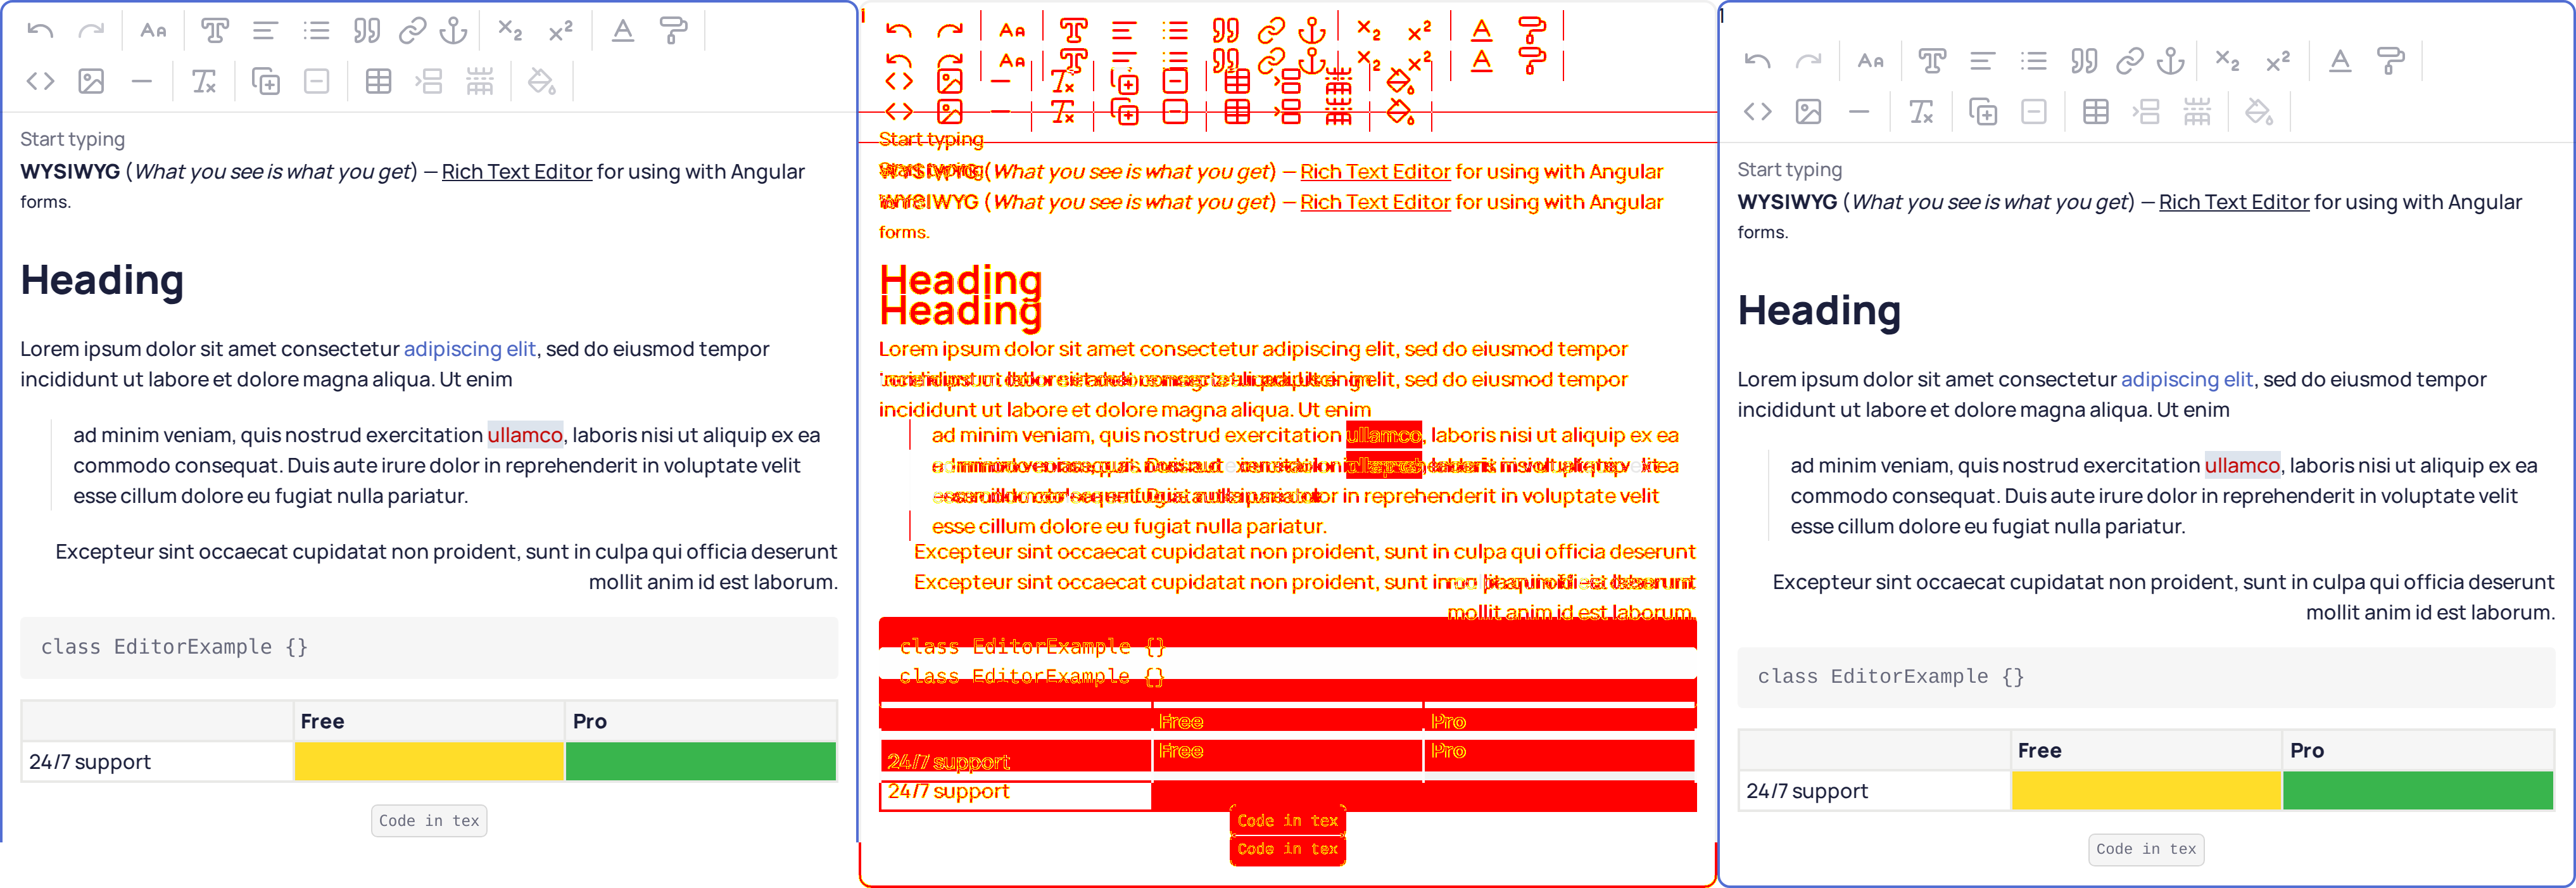 Start typing
WYSIWYG (What you see is what you get) — Rich Text Editor for using with Angular
forms.
Heading
Lorem ipsum dolor sit amet consectetur adipiscing elit, sed do eiusmod tempor
incididunt ut labore et dolore magna aliqua. Ut enim
ad minim veniam, quis nostrud exercitation ullamco, laboris nisi ut aliquip ex ea
commodo consequat. Duis aute irure dolor in reprehenderit in voluptate velit
esse cillum dolore eu fugiat nulla pariatur.
Excepteur sint occaecat cupidatat non proident, sunt in culpa qui officia deserunt
mollit anim id est laborum.
class EditorExample {}
Free Pro
24/7 support
Code in tex
Start typing
WYSIWYG (What you see is what you get) — Rich Text Editor for using with Angular
WYSIWYG (What you see is what you get) — Rich Text Editor for using with Angular
forms.
Heading
Heading
Lorem ipsum dolor sit amet consectetur adipiscing elit, sed do eiusmod tempor
elit, sed do eiusmod tempor
incididunt ut labore et dolore magna aliqua. Ut enim
ad minim veniam, quis nostrud exercitation ullamco, laboris nisi ut aliquip ex ea
in reprehenderit in voluptate velit
esse cillum dolore eu fugiat nulla pariatur.
Excepteur sint occaecat cupidatat non proident, sunt in culpa qui officia deserunt
Excepteur sint occaecat cupidatat non proident, sunt
mollit anim id est laborum.
class EditorExample {}
class EditorExample {}
Free Pro
Free Pro
24/7 support
24/7 support
Code in tex
Code in tex
Start typing
WYSIWYG (What you see is what you get) — Rich Text Editor for using with Angular
forms.
Heading
Lorem ipsum dolor sit amet consectetur adipiscing elit, sed do eiusmod tempor
incididunt ut labore et dolore magna aliqua. Ut enim
ad minim veniam, quis nostrud exercitation ullamco, laboris nisi ut aliquip ex ea
commodo consequat. Duis aute irure dolor in reprehenderit in voluptate velit
esse cillum dolore eu fugiat nulla pariatur.
Excepteur sint occaecat cupidatat non proident, sunt in culpa qui officia deserunt
mollit anim id est laborum.
class EditorExample {}
Free Pro
24/7 support
Code in tex